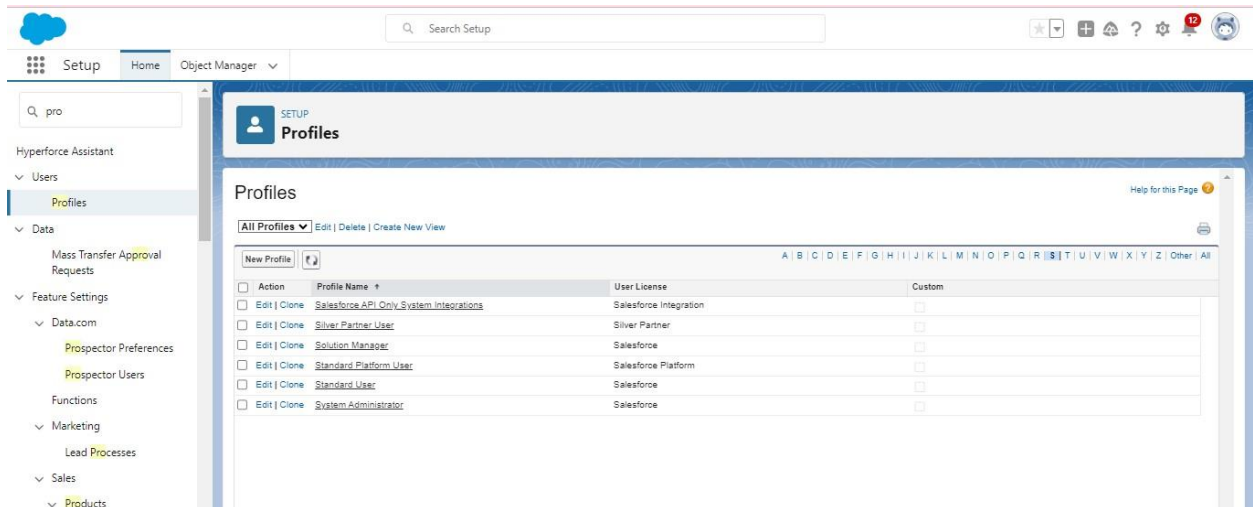 Search Setup
12
Setup Home Object Manager
pro
Hyperforce Assistant
Users
Profiles
Data
Mass Transfer Approval
Requests
Feature Settings
Data.com
Prospector Preferences
Prospector Users
Functions
Marketing
Lead Processes
Sales
Products
SETUP
Profiles
Profiles
Help for this Page
All Profiles Edit | Delete | Create New View
New Profile A | B | C | D | E | F | G | H | I | J | K | L | M | N | O | P | Q | R | S | T | U | V | W | X | Y | Z | Other | All
Action Profile Name User License Custom
Edit | Clone Salesforce API Only System Integrations Salesforce Integration
Edit | Clone Silver Partner User Silver Partner
Edit | Clone Solution Manager Salesforce
Edit | Clone Standard Platform User Salesforce Platform
Edit | Clone Standard User Salesforce
Edit | Clone System Administrator Salesforce